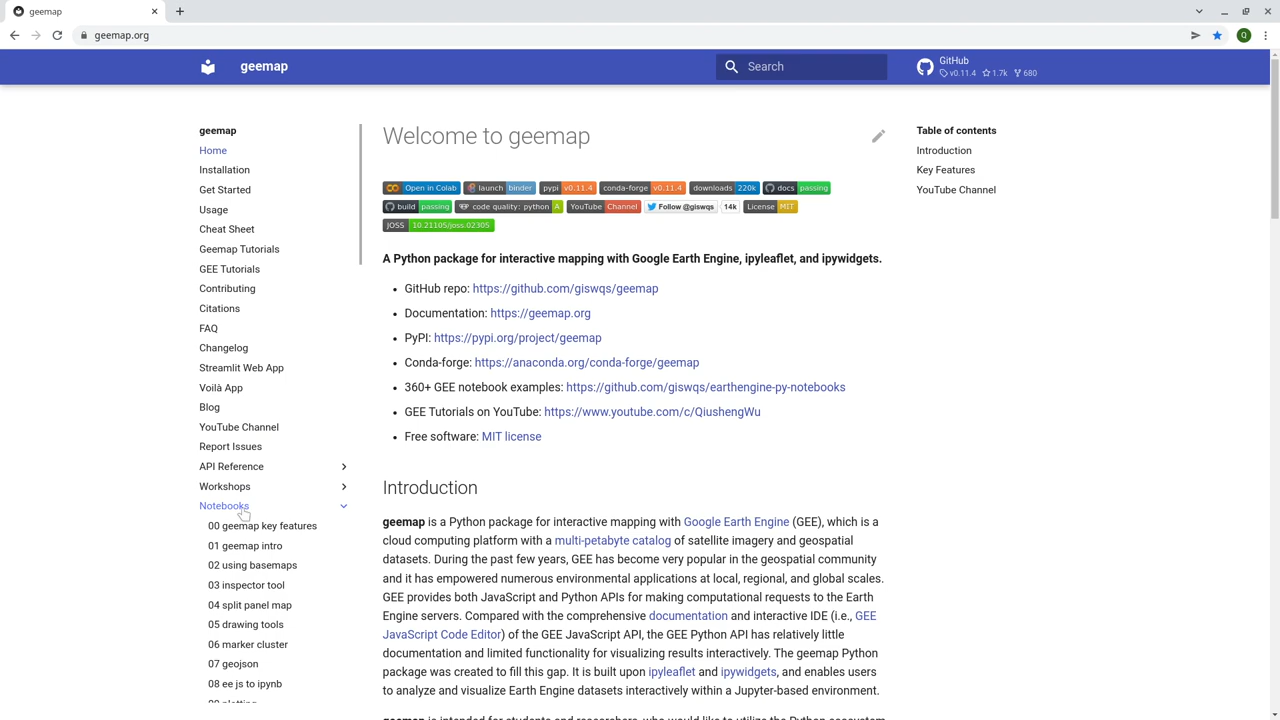 geemap
geemap.org
Q
geemap
Search
GitHub
v0.11.4 1.7k 680
geemap
Home
Installation
Get Started
Usage
Cheat Sheet
Geemap Tutorials
GEE Tutorials
Contributing
Citations
FAQ
Changelog
Streamlit Web App
Voilà App
Blog
YouTube Channel
Report Issues
API Reference
Workshops
Notebooks
00 geemap key features
01 geemap intro
02 using basemaps
03 inspector tool
04 split panel map
05 drawing tools
06 marker cluster
07 geojson
08 ee js to ipynb
Welcome to geemap
Open in Colab launch binder pypi v0.11.4 conda-forge v0.11.4 downloads 220k docs passing
build passing code quality: python A YouTube Channel Follow @giswqs 14k License MIT
JOSS 10.21105/joss.02305
A Python package for interactive mapping with Google Earth Engine, ipyleaflet, and ipywidgets.
• GitHub repo: https://github.com/giswqs/geemap
• Documentation: https://geemap.org
• PyPI: https://pypi.org/project/geemap
• Conda-forge: https://anaconda.org/conda-forge/geemap
• 360+ GEE notebook examples: https://github.com/giswqs/earthengine-py-notebooks
• GEE Tutorials on YouTube: https://www.youtube.com/c/QiushengWu
• Free software: MIT license
Introduction
geemap is a Python package for interactive mapping with Google Earth Engine (GEE), which is a
cloud computing platform with a multi-petabyte catalog of satellite imagery and geospatial
datasets. During the past few years, GEE has become very popular in the geospatial community
and it has empowered numerous environmental applications at local, regional, and global scales.
GEE provides both JavaScript and Python APIs for making computational requests to the Earth
Engine servers. Compared with the comprehensive documentation and interactive IDE (i.e., GEE
JavaScript Code Editor) of the GEE JavaScript API, the GEE Python API has relatively little
documentation and limited functionality for visualizing results interactively. The geemap Python
package was created to fill this gap. It is built upon ipyleaflet and ipywidgets, and enables users
to analyze and visualize Earth Engine datasets interactively within a Jupyter-based environment.
Table of contents
Introduction
Key Features
YouTube Channel